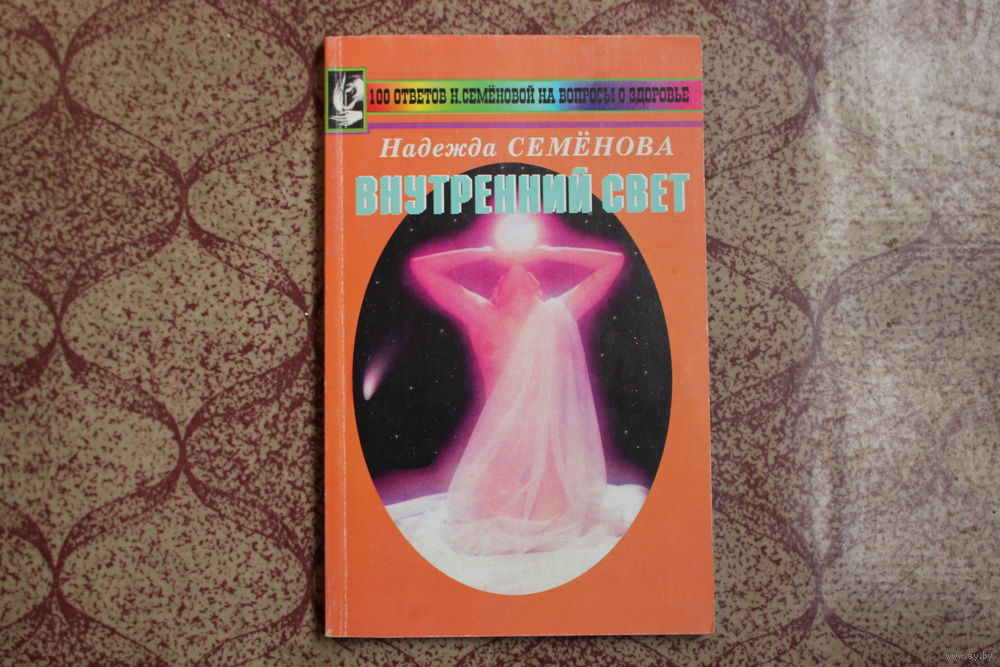 100 ОТВЕТОВ Н.СЕМЁНОВОЙ НА ВОПРОСЫ О ЗДОРОВЬЕ
Надежда СЕМЁНОВА
ВНУТРЕННИЙ СВЕТ
www.ay.by